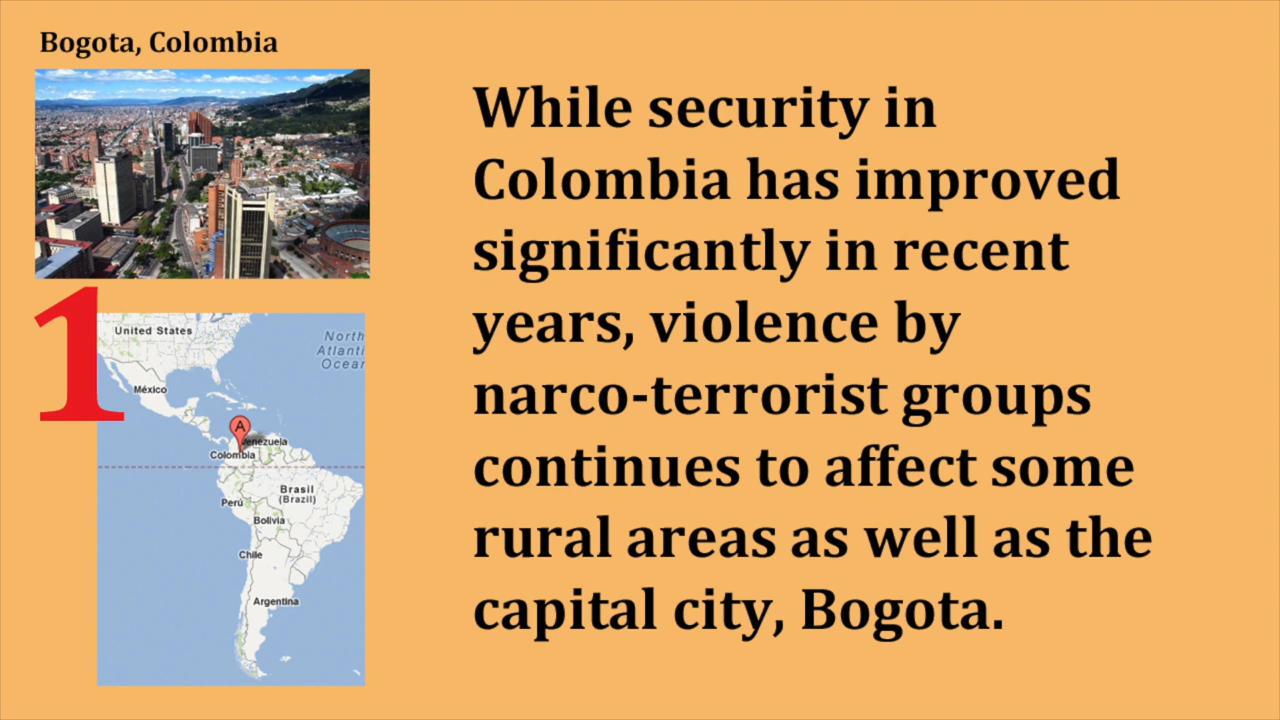 Bogota, Colombia
While security in
Colombia has improved
significantly in recent
years, violence by
narco-terrorist groups
continues to affect some
rural areas as well as the
capital city, Bogota.
1
United States
North
Atlanti
Ocear
México
A
Venezuela
Colombia
Brasil
(Brazil)
Perú
Bolivia
Chile
Argentina